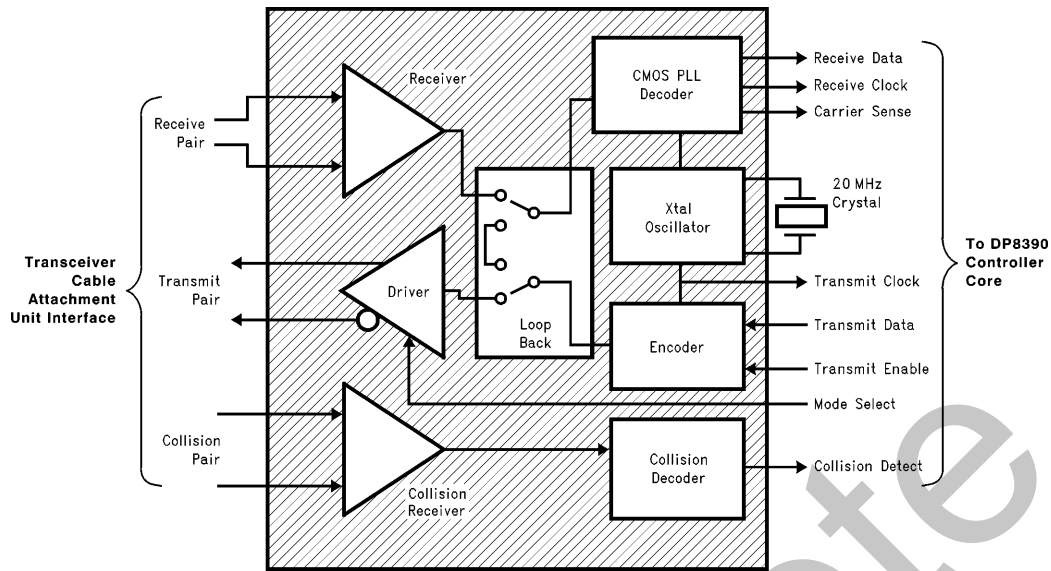 Transceiver
Cable
Attachment
Unit Interface
Receive
Pair
Transmit
Pair
Collision
Pair
Receiver
Driver
Collision
Receiver
Loop
Back
CMOS PLL
Decoder
Xtal
Oscillator
Encoder
Collision
Decoder
Receive Data
Receive Clock
Carrier Sense
20 MHz
Crystal
Transmit Clock
Transmit Data
Transmit Enable
Mode Select
Collision Detect
To DP8390
Controller
Core
ete